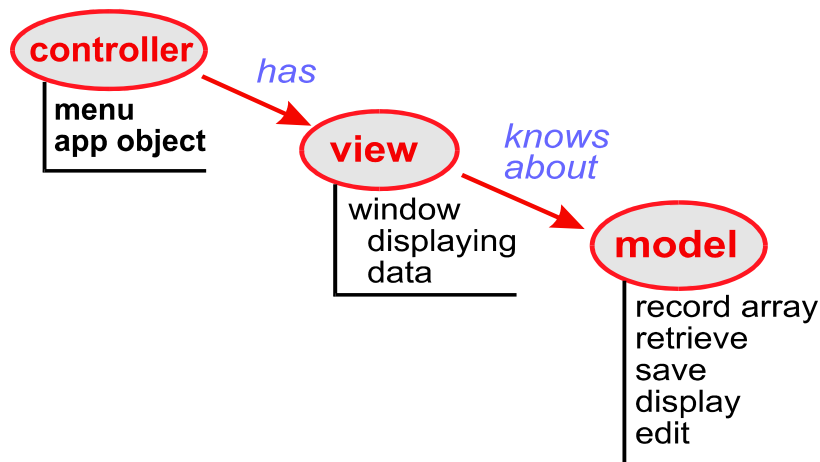 controller
menu
app object
has
view
window
displaying
data
knows
about
model
record array
retrieve
save
display
edit